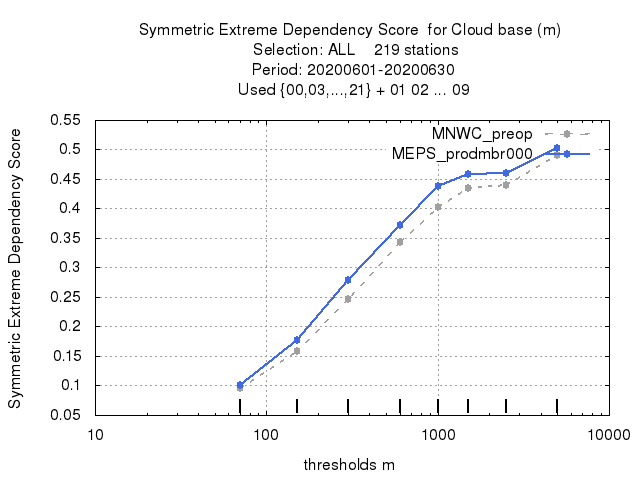 Symmetric Extreme Dependency Score  for Cloud base (m)
Selection: ALL    219 stations
Period: 20200601-20200630
Used {00,03,...,21} + 01 02 ... 09
Symmetric Extreme Dependency Score
0.55
0.5
0.45
0.4
0.35
0.3
0.25
0.2
0.15
0.1
0.05
MNWC_preop
MEPS_prodmbr000
10 100 1000 10000
thresholds m